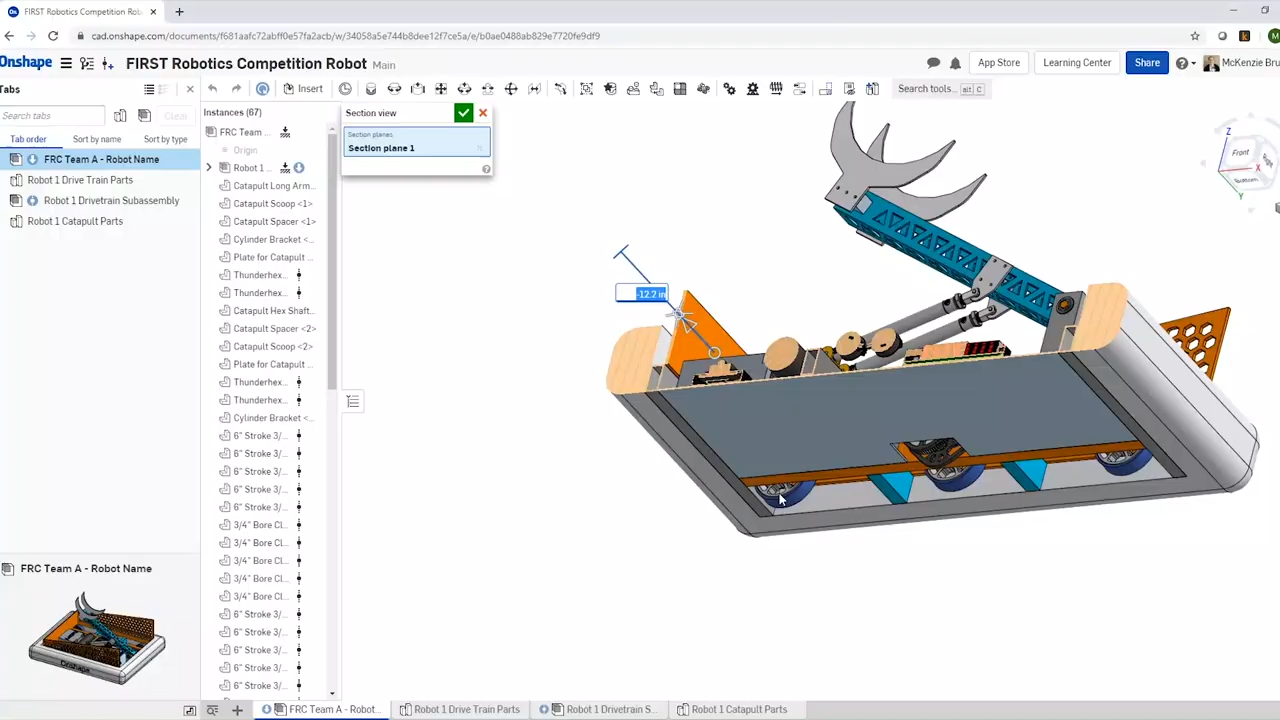 FIRST Robotics Competition Rob
cad.onshape.com/documents/f681aafc72abff0e57fa2acb/w/34058a5e744b8dee12f7ce5a/e/b0ae0488ab829e7720fe9df9
Onshape
FIRST Robotics Competition Robot Main
App Store
Learning Center
Share
McKenzie Bru
Tabs
Insert
Search tools...
alt C
Search tabs
Clean
Tab order
Sort by name
Sort by type
FRC Team A - Robot Name
Robot 1 Drive Train Parts
Robot 1 Drivetrain Subassembly
Robot 1 Catapult Parts
Instances (67)
FRC Team ...
Origin
Robot 1 ...
Catapult Long Arm...
Catapult Scoop <1>
Catapult Spacer <1>
Cylinder Bracket <...
Plate for Catapult ...
Thunderhex...
Thunderhex...
Catapult Hex Shaft...
Catapult Spacer <2>
Catapult Scoop <2>
Plate for Catapult ...
Thunderhex...
Thunderhex...
Cylinder Bracket <...
6" Stroke 3/...
6" Stroke 3/...
6" Stroke 3/...
6" Stroke 3/...
6" Stroke 3/...
3/4" Bore Cl...
3/4" Bore Cl...
3/4" Bore Cl...
3/4" Bore Cl...
3/4" Bore Cl...
6" Stroke 3/...
6" Stroke 3/...
6" Stroke 3/...
6" Stroke 3/...
6" Stroke 3/...
Section view
Section planes
Section plane 1
-12.2 in
Z
Front
X
Bottom
Y
FRC Team A - Robot Name
Onshape
FRC Team A - Robot...
Robot 1 Drive Train Parts
Robot 1 Drivetrain S...
Robot 1 Catapult Parts